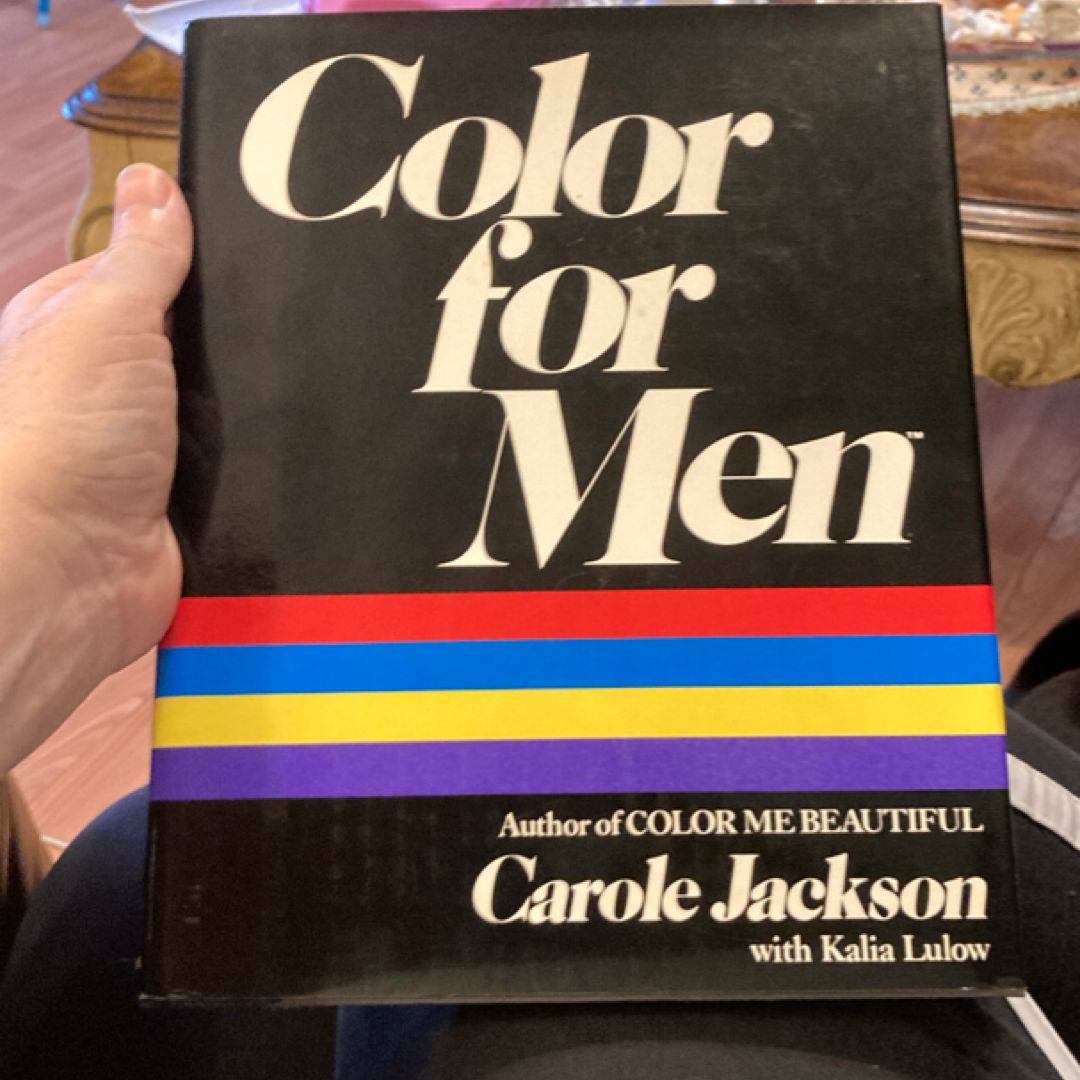 Color
for
Men™
Author of COLOR ME BEAUTIFUL
Carole Jackson
with Kalia Lulow